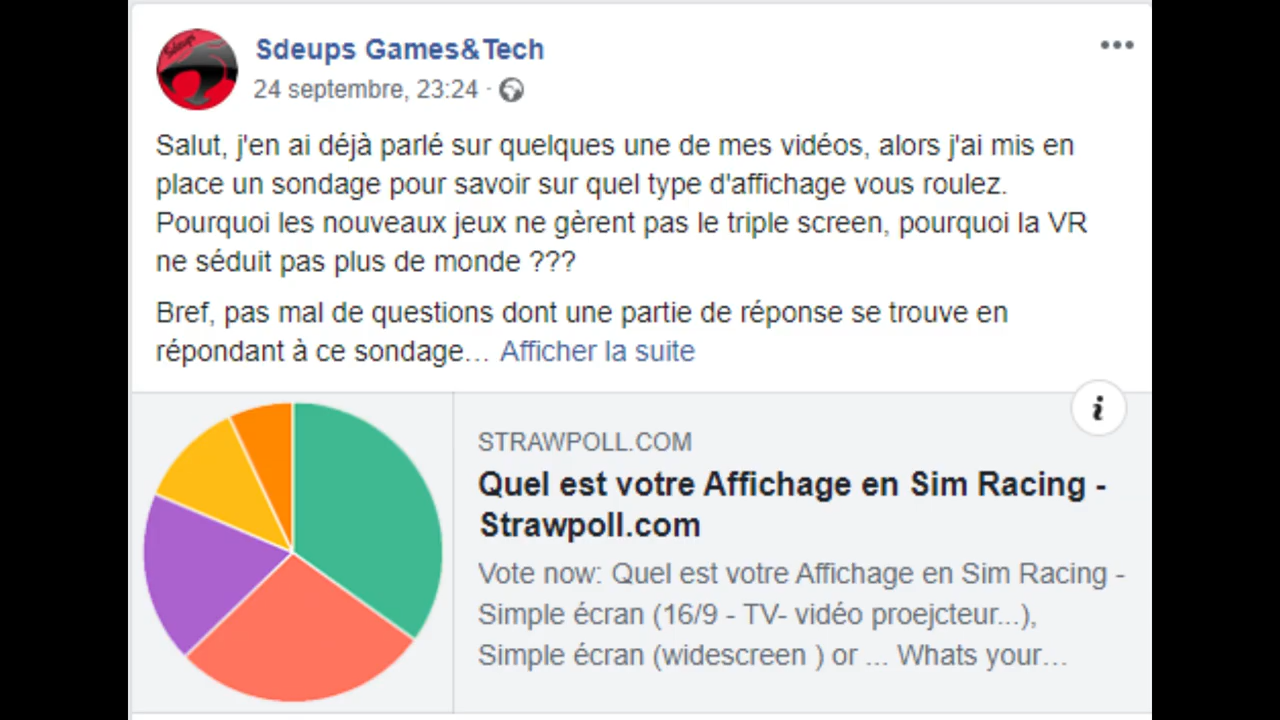 Sdeups
Sdeups Games&Tech
24 septembre, 23:24 ·
Salut, j'en ai déjà parlé sur quelques une de mes vidéos, alors j'ai mis en
place un sondage pour savoir sur quel type d'affichage vous roulez.
Pourquoi les nouveaux jeux ne gèrent pas le triple screen, pourquoi la VR
ne séduit pas plus de monde ???
Bref, pas mal de questions dont une partie de réponse se trouve en
répondant à ce sondage... Afficher la suite
i
STRAWPOLL.COM
Quel est votre Affichage en Sim Racing -
Strawpoll.com
Vote now: Quel est votre Affichage en Sim Racing -
Simple écran (16/9 - TV- vidéo proejcteur...),
Simple écran (widescreen ) or ... Whats your...